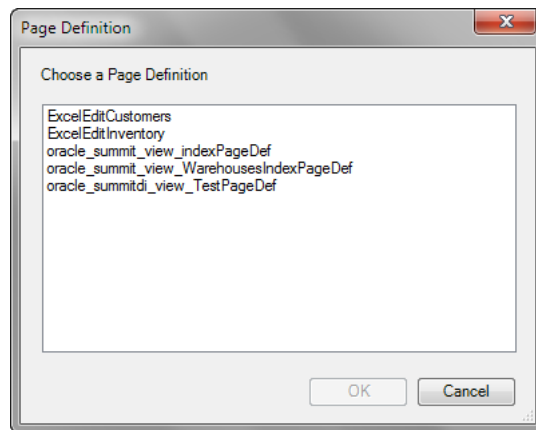 Page Definition
Choose a Page Definition
ExcelEditCustomers
ExcelEditInventory
oracle_summit_view_indexPageDef
oracle_summit_view_WarehousesIndexPageDef
oracle_summitdi_view_TestPageDef
OK
Cancel